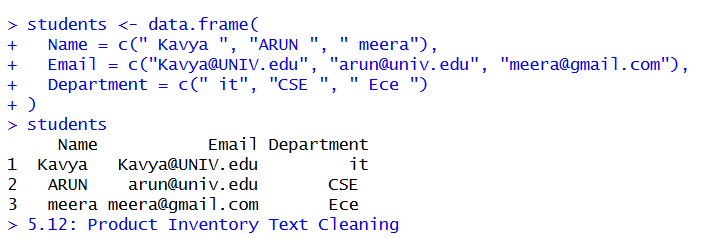 > students <- data.frame(
+   Name = c(" Kavya ", "ARUN ", " meera"),
+   Email = c("Kavya@UNIV.edu", "arun@univ.edu", "meera@gmail.com"),
+   Department = c(" it", "CSE ", " Ece ")
+ )
> students
     Name           Email Department
1  Kavya   Kavya@UNIV.edu         it
2   ARUN    arun@univ.edu       CSE 
3   meera meera@gmail.com       Ece 
> 5.12: Product Inventory Text Cleaning